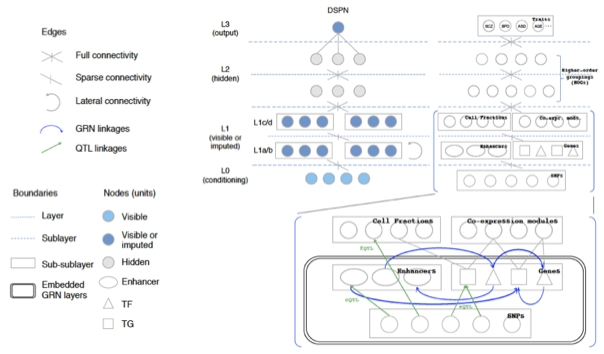 DSPN
Edges
Full connectivity
Sparse connectivity
Lateral connectivity
GRN linkages
QTL linkages
Boundaries
Layer
Sublayer
Sub-sublayer
Embedded
GRN layers
Nodes (units)
Visible
Visible or
imputed
Hidden
Enhancer
TF
TG
L3
(output)
L2
(hidden)
L1
(visible or
imputed)
L1c/d
L1a/b
L0
(conditioning)
Traits
SCZ BPD ASD AGE ...
Higher-order
groupings
(HOGs)
Cell Fractions
Co-expr. mods.
Enhancers
Genes
SNPs
Cell Fractions
Co-expression modules
fQTL
Enhancers
Genes
eQTL
eQTL
SNPs